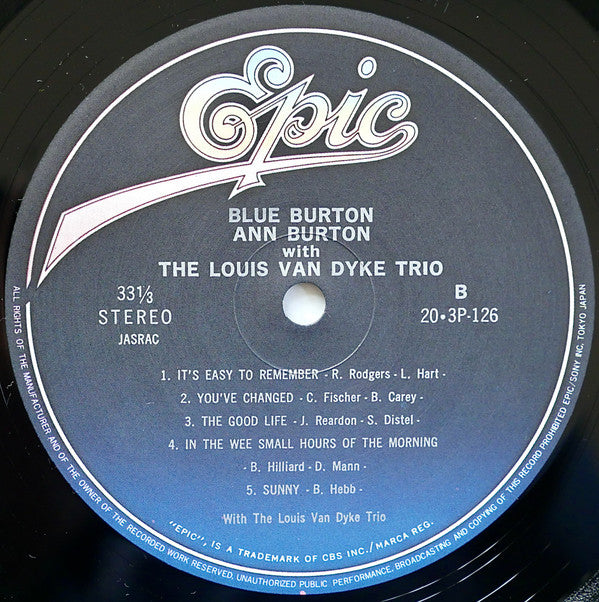 Epic
BLUE BURTON
ANN BURTON
with
THE LOUIS VAN DYKE TRIO
33⅓
STEREO
JASRAC
B
20•3P-126
1. IT'S EASY TO REMEMBER - R. Rodgers - L. Hart -
2. YOU'VE CHANGED - C. Fischer - B. Carey -
3. THE GOOD LIFE - J. Reardon - S. Distel -
4. IN THE WEE SMALL HOURS OF THE MORNING
- B. Hilliard - D. Mann -
5. SUNNY - B. Hebb -
With The Louis Van Dyke Trio
"EPIC", IS A TRADEMARK OF CBS INC./MARCA REG.
ALL RIGHTS OF THE MANUFACTURER AND OF THE OWNER OF THE RECORDED WORK RESERVED, UNAUTHORIZED PUBLIC PERFORMANCE, BROADCASTING AND COPYING OF THIS RECORD PROHIBITED EPIC/SONY INC. TOKYO JAPAN